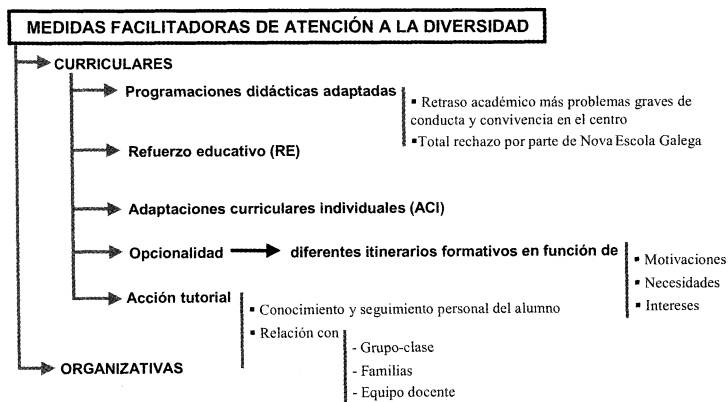 MEDIDAS FACILITADORAS DE ATENCIÓN A LA DIVERSIDAD
CURRICULARES
Programaciones didácticas adaptadas
▪ Retraso académico más problemas graves de
conducta y convivencia en el centro
▪Total rechazo por parte de Nova Escola Galega
Refuerzo educativo (RE)
Adaptaciones curriculares individuales (ACI)
Opcionalidad
diferentes itinerarios formativos en función de
▪ Motivaciones
▪ Necesidades
▪ Intereses
Acción tutorial
▪ Conocimiento y seguimiento personal del alumno
▪ Relación con
- Grupo-clase
- Familias
- Equipo docente
ORGANIZATIVAS